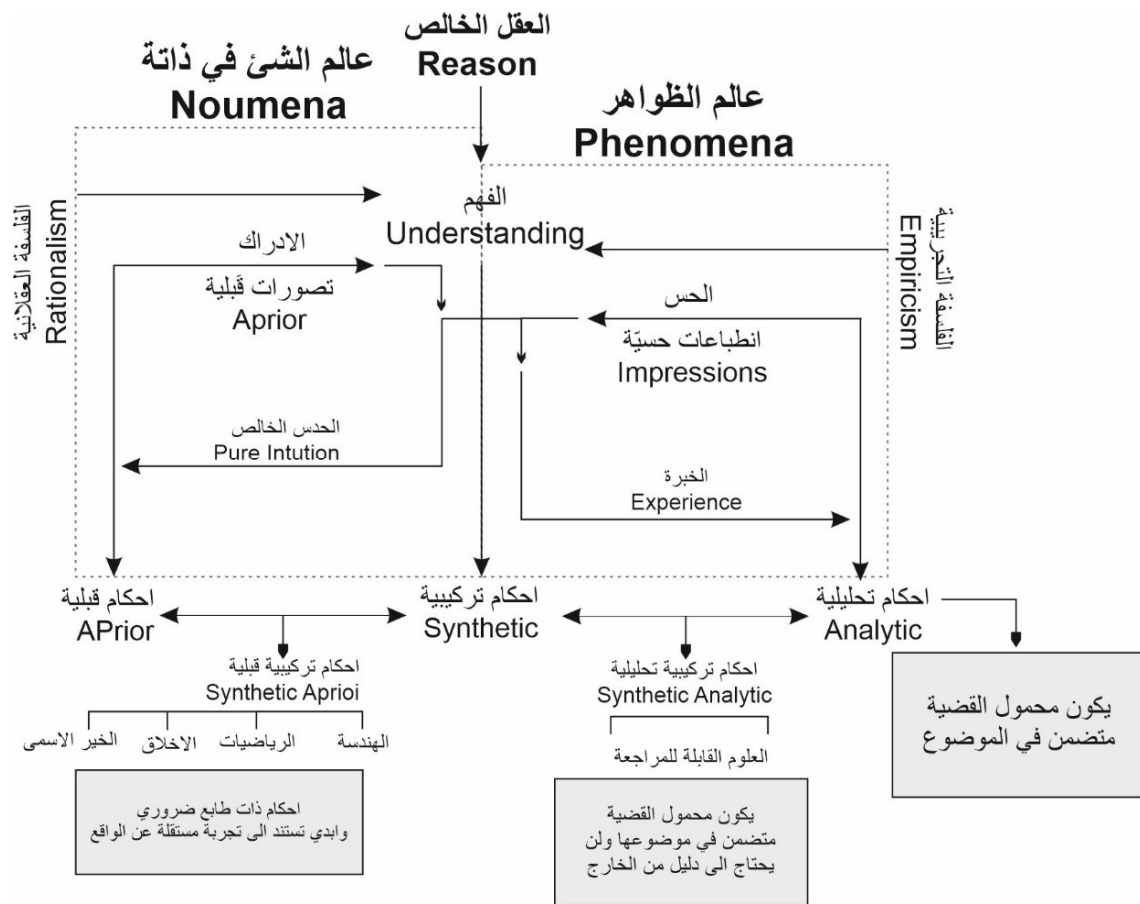 العقل الخالص
Reason
عالم الشئ في ذاتة
Noumena
عالم الظواهر
Phenomena
الفلسفة العقلانية
Rationalism
الفهم
Understanding
الفلسفة التجريبية
Empiricism
الادراك
تصورات قَبلية
Aprior
الحس
انطباعات حسيّة
Impressions
الحدس الخالص
Pure Intution
الخبرة
Experience
احكام قبلية
APrior
احكام تركيبية
Synthetic
احكام تحليلية
Analytic
احكام تركيبية قبلية
Synthetic Aprioi
احكام تركيبية تحليلية
Synthetic Analytic
الهندسة
الرياضيات
الاخلاق
الخير الاسمى
العلوم القابلة للمراجعة
يكون محمول القضية
متضمن في الموضوع
احكام ذات طابع ضروري
وابدي تستند الى تجربة مستقلة عن الواقع
يكون محمول القضية
متضمن في موضوعها ولن
يحتاج الى دليل من الخارج